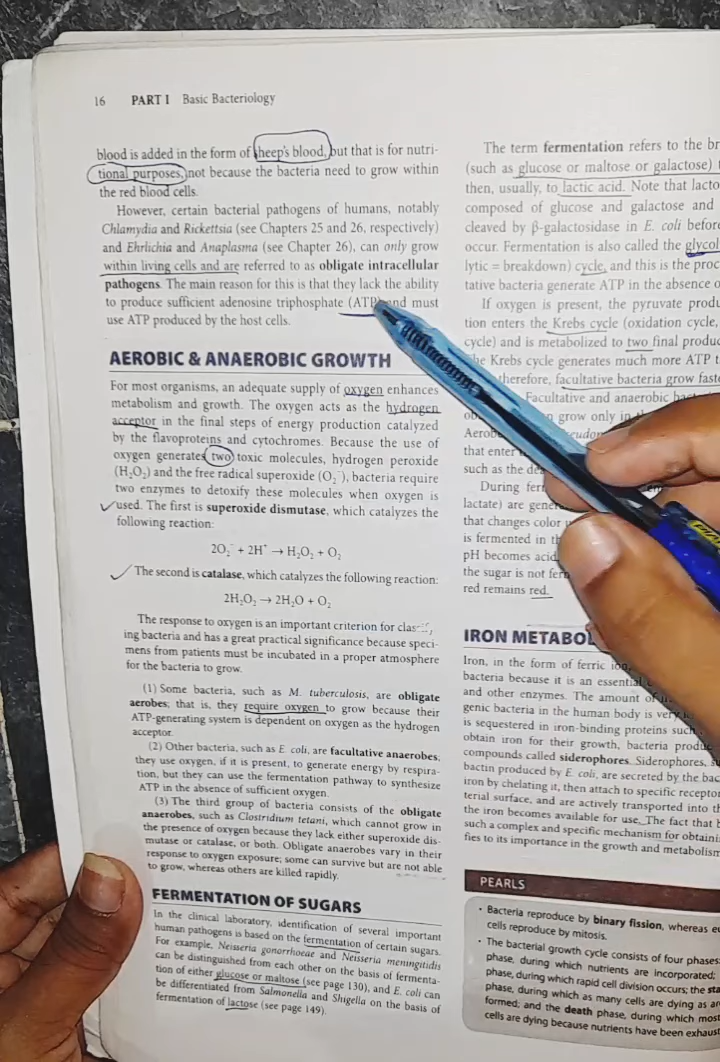 16 PART I Basic Bacteriology
blood is added in the form of sheep's blood, but that is for nutri-
tional purposes, not because the bacteria need to grow within
the red blood cells.
However, certain bacterial pathogens of humans, notably
Chlamydia and Rickettsia (see Chapters 25 and 26, respectively)
and Ehrlichia and Anaplasma (see Chapter 26), can only grow
within living cells and are referred to as obligate intracellular
pathogens. The main reason for this is that they lack the ability
to produce sufficient adenosine triphosphate (ATP) and must
use ATP produced by the host cells.
AEROBIC & ANAEROBIC GROWTH
For most organisms, an adequate supply of oxygen enhances
metabolism and growth. The oxygen acts as the hydrogen
acceptor in the final steps of energy production catalyzed
by the flavoproteins and cytochromes. Because the use of
oxygen generates two toxic molecules, hydrogen peroxide
(H₂O₂) and the free radical superoxide (O₂⁻), bacteria require
two enzymes to detoxify these molecules when oxygen is
used. The first is superoxide dismutase, which catalyzes the
following reaction:
2O₂⁻ + 2H⁺ → H₂O₂ + O₂
The second is catalase, which catalyzes the following reaction:
2H₂O₂ → 2H₂O + O₂
The response to oxygen is an important criterion for
ing bacteria and has a great practical significance because speci-
mens from patients must be incubated in a proper atmosphere
for the bacteria to grow.
(1) Some bacteria, such as M. tuberculosis, are obligate
aerobes; that is, they require oxygen to grow because their
ATP-generating system is dependent on oxygen as the hydrogen
acceptor.
(2) Other bacteria, such as E. coli, are facultative anaerobes;
they use oxygen, if it is present, to generate energy by respira-
tion, but they can use the fermentation pathway to synthesize
ATP in the absence of sufficient oxygen.
(3) The third group of bacteria consists of the obligate
anaerobes, such as Clostridium tetani, which cannot grow in
the presence of oxygen because they lack either superoxide dis-
mutase or catalase, or both. Obligate anaerobes vary in their
response to oxygen exposure; some can survive but are not able
to grow, whereas others are killed rapidly.
FERMENTATION OF SUGARS
In the clinical laboratory, identification of several important
human pathogens is based on the fermentation of certain sugars.
For example, Neisseria gonorrhoeae and Neisseria meningitidis
can be distinguished from each other on the basis of fermenta-
tion of either glucose or maltose (see page 130), and E. coli can
be differentiated from Salmonella and Shigella on the basis of
fermentation of lactose (see page 149).
The term fermentation refers to the
(such as glucose or maltose or galactose)
then, usually, to lactic acid. Note that
composed of glucose and galactose and
cleaved by β-galactosidase in E. coli
occur. Fermentation is also called the
lytic = breakdown) cycle, and this is the
tative bacteria generate ATP in the absence
If oxygen is present, the pyruvate
tion enters the Krebs cycle (oxidation cycle,
cycle) and is metabolized to two final
Krebs cycle generates much more ATP
therefore, facultative bacteria grow
Facultative and anaerobic
grow only in
that enter
such as the
During
lactate) are
that changes color
is fermented in
pH becomes
the sugar is not
red remains red.
IRON
Iron, in the form of ferric
bacteria because it is an essential
and other enzymes. The amount of
genic bacteria in the human body is very
is sequestered in iron-binding proteins such
obtain iron for their growth, bacteria
compounds called siderophores. Siderophores,
bactin produced by E. coli, are secreted by the
iron by chelating it, then attach to specific
terial surface, and are actively transported into
the iron becomes available for use. The fact that
such a complex and specific mechanism for
fies to its importance in the growth and metabolism
PEARLS
• Bacteria reproduce by binary fission, whereas
cells reproduce by mitosis.
• The bacterial growth cycle consists of four phases:
phase, during which nutrients are incorporated;
phase, during which rapid cell division occurs; the
phase, during which as many cells are dying as
formed; and the death phase, during which most
cells are dying because nutrients have been